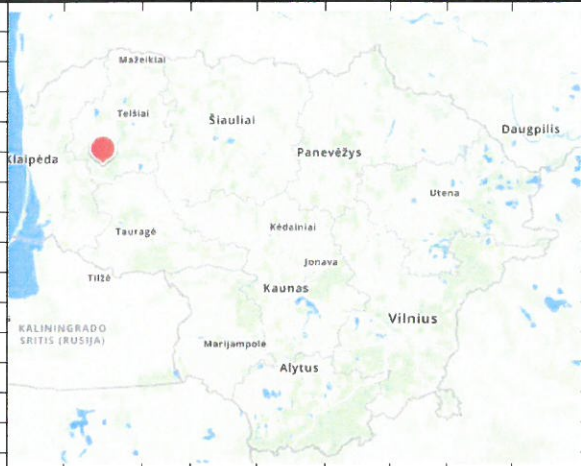 Mažeikiai
Telšiai
Šiauliai
Daugpilis
Klaipėda
Panevėžys
Utena
Tauragė
Kėdainiai
Jonava
Tilžė
Kaunas
Vilnius
KALININGRADO
SRITIS (RUSIJA)
Marijampolė
Alytus